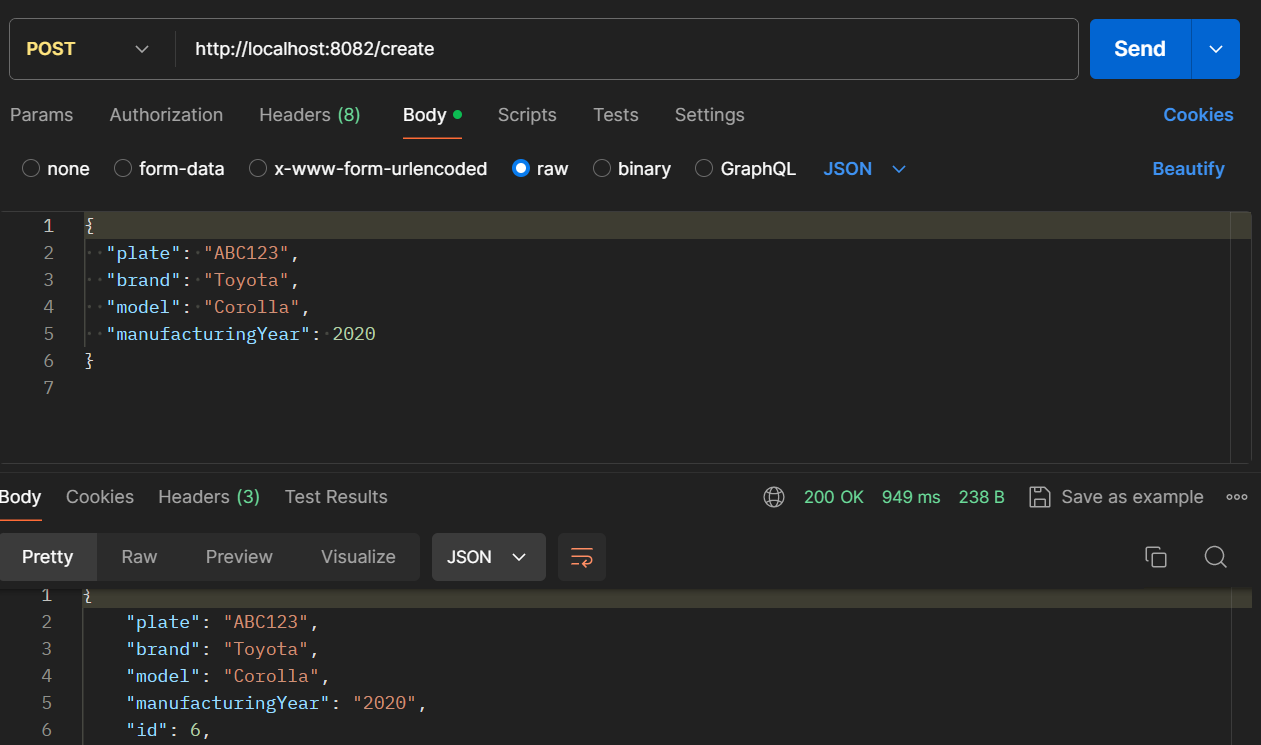 POST http://localhost:8082/create Send
Params Authorization Headers (8) Body Scripts Tests Settings Cookies
none form-data x-www-form-urlencoded raw binary GraphQL JSON Beautify
1 {
2 "plate": "ABC123",
3 "brand": "Toyota",
4 "model": "Corolla",
5 "manufacturingYear": 2020
6 }
7
Body Cookies Headers (3) Test Results 200 OK 949 ms 238 B Save as example
Pretty Raw Preview Visualize JSON
1 {
2 "plate": "ABC123",
3 "brand": "Toyota",
4 "model": "Corolla",
5 "manufacturingYear": "2020",
6 "id": 6,